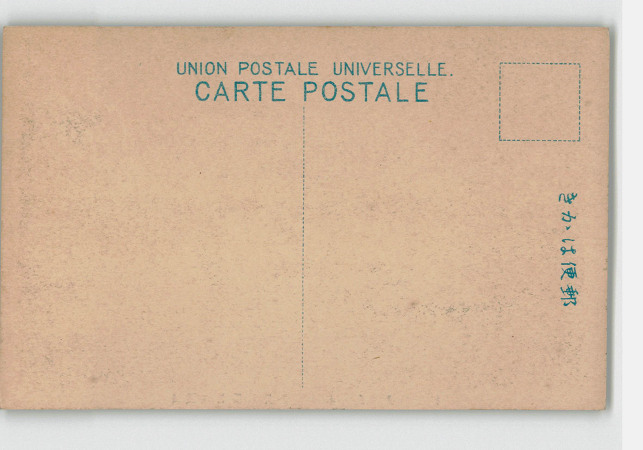 UNION POSTALE UNIVERSELLE.
CARTE POSTALE
郵便はかき